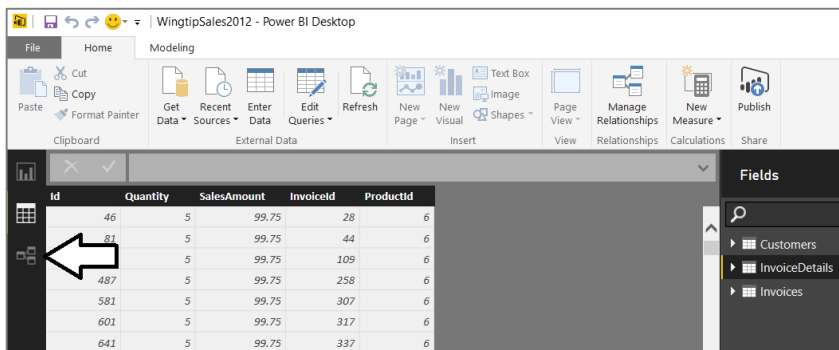 WingtipSales2012 - Power BI Desktop
File Home Modeling
Paste
Cut
Copy
Format Painter
Get Data
Recent Sources
Enter Data
Edit Queries
Refresh
New Page
New Visual
Text Box
Image
Shapes
Page View
Manage Relationships
New Measure
Publish
Clipboard External Data Insert View Relationships Calculations Share
Fields
Id Quantity SalesAmount InvoiceId ProductId
46 5 99.75 28 6
81 5 99.75 44 6
5 99.75 109 6
487 5 99.75 258 6
581 5 99.75 307 6
601 5 99.75 317 6
641 5 99.75 337 6
Customers
InvoiceDetails
Invoices